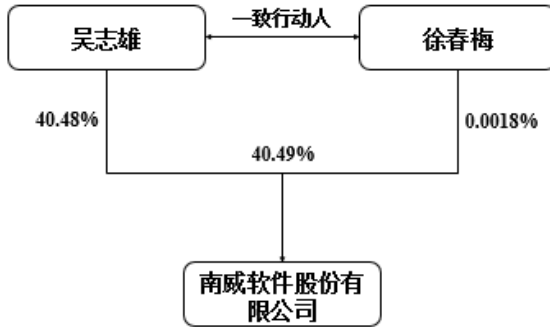 一致行动人
吴志雄
徐春梅
40.48%
0.0018%
40.49%
南威软件股份有
限公司